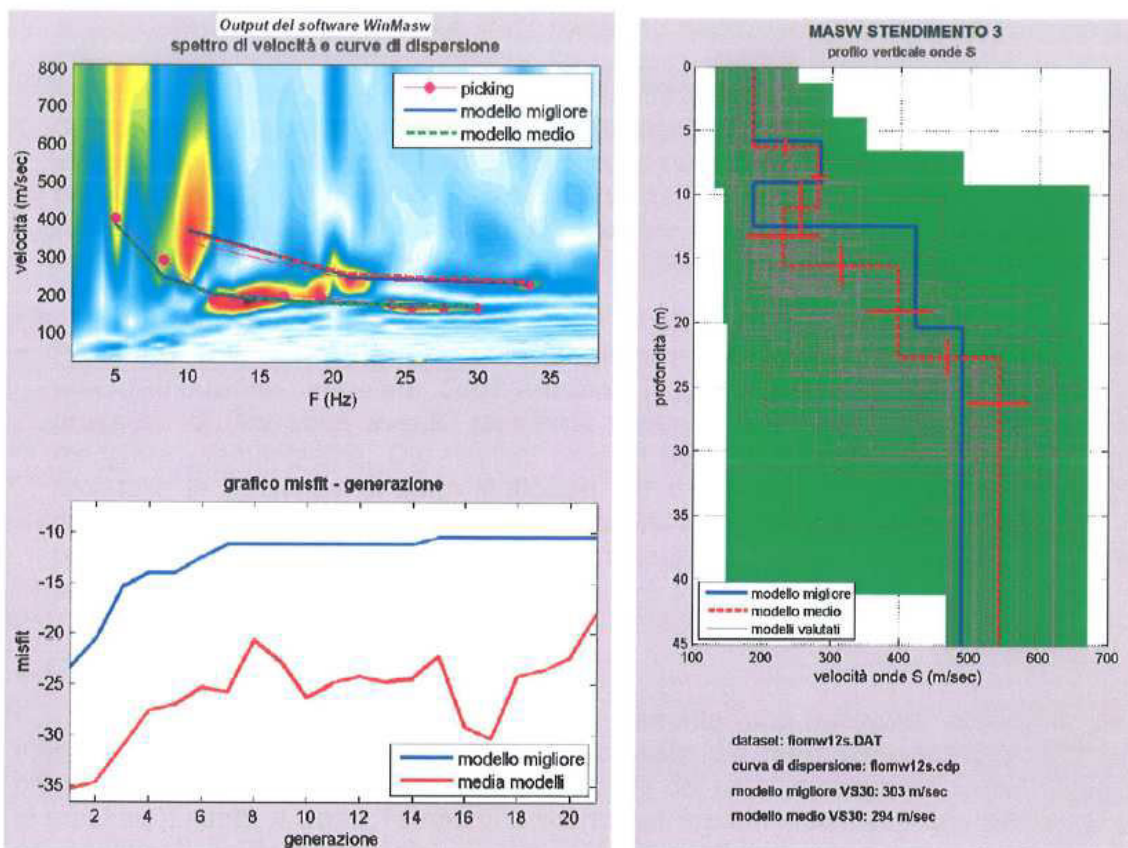 Output del software WinMasw
spettro di velocità e curve di dispersione
800
700
600
500
400
300
200
100
velocità (m/sec)
picking
modello migliore
modello medio
5
10
15
20
25
30
35
F (Hz)
grafico misfit - generazione
-10
-15
-20
-25
-30
-35
misfit
modello migliore
media modelli
2
4
6
8
10
12
14
16
18
20
generazione
MASW STENDIMENTO 3
profilo verticale onde S
0
5
10
15
20
25
30
35
40
45
profondità (m)
modello migliore
modello medio
modelli valutati
100
200
300
400
500
600
700
velocità onde S (m/sec)
dataset: fiomw12s.DAT
curva di dispersione: fiomw12s.cdp
modello migliore VS30: 303 m/sec
modello medio VS30: 294 m/sec